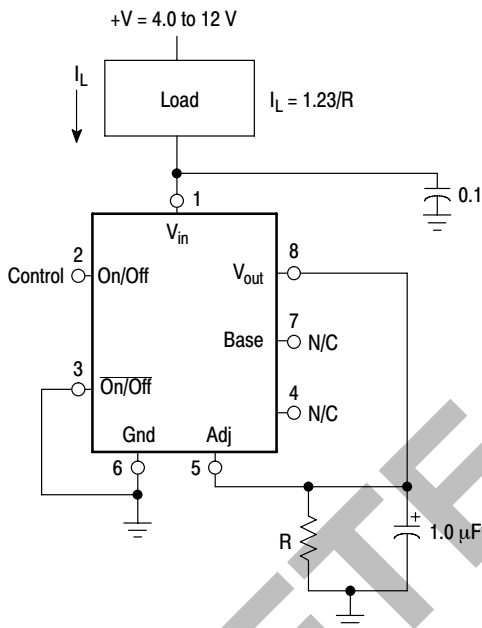 +V = 4.0 to 12 V
I_L
Load
I_L = 1.23/R
1
0.1
V_in
2
8
Control
On/Off
V_out
7
Base
N/C
3
On/Off
4
N/C
Gnd
Adj
6
5
R
+
1.0 μF